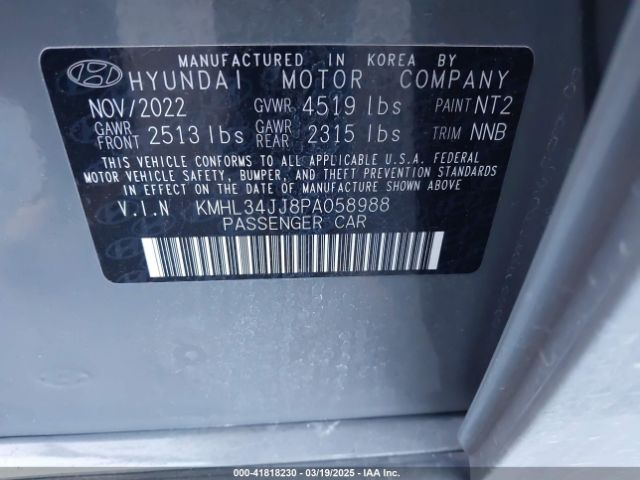 MANUFACTURED IN KOREA BY
HYUNDAI MOTOR COMPANY
NOV/2022 GVWR 4519 lbs PAINT NT2
GAWR FRONT 2513 lbs GAWR REAR 2315 lbs TRIM NNB
THIS VEHICLE CONFORMS TO ALL APPLICABLE U.S.A. FEDERAL
MOTOR VEHICLE SAFETY, BUMPER, AND THEFT PREVENTION STANDARDS
IN EFFECT ON THE DATE OF MANUFACTURE SHOWN ABOVE.
V.I.N KMHL34JJ8PA058988
PASSENGER CAR
000-41818230 - 03/19/2025 - IAA Inc.